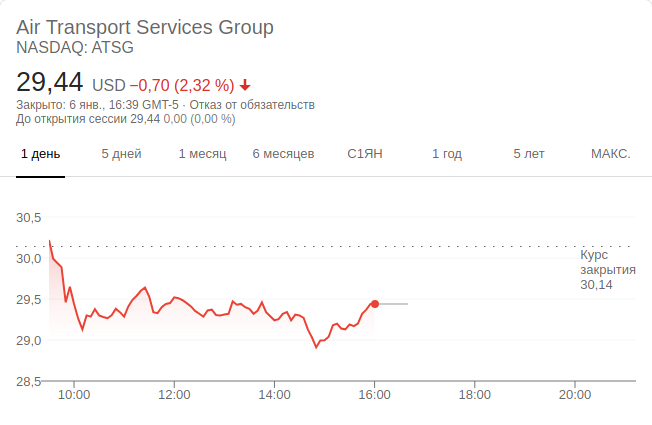 Air Transport Services Group
NASDAQ: ATSG
29,44 USD −0,70 (2,32 %)
Закрыто: 6 янв., 16:39 GMT-5 · Отказ от обязательств
До открытия сессии 29,44 0,00 (0,00 %)
1 день 5 дней 1 месяц 6 месяцев С1ЯН 1 год 5 лет МАКС.
30,5
30,0
Курс
закрытия
30,14
29,5
29,0
28,5
10:00 12:00 14:00 16:00 18:00 20:00